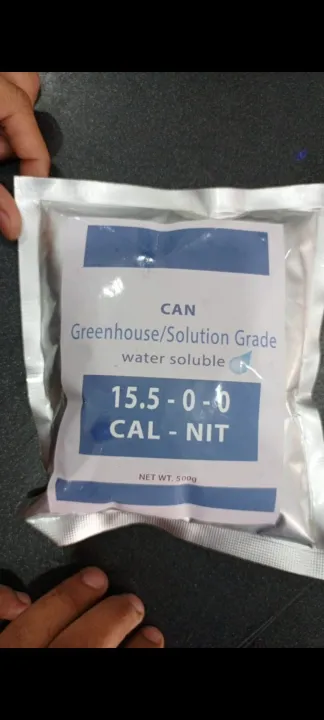 CAN
Greenhouse/Solution Grade
water soluble
15.5 - 0 - 0
CAL - NIT
NET WT. 500g